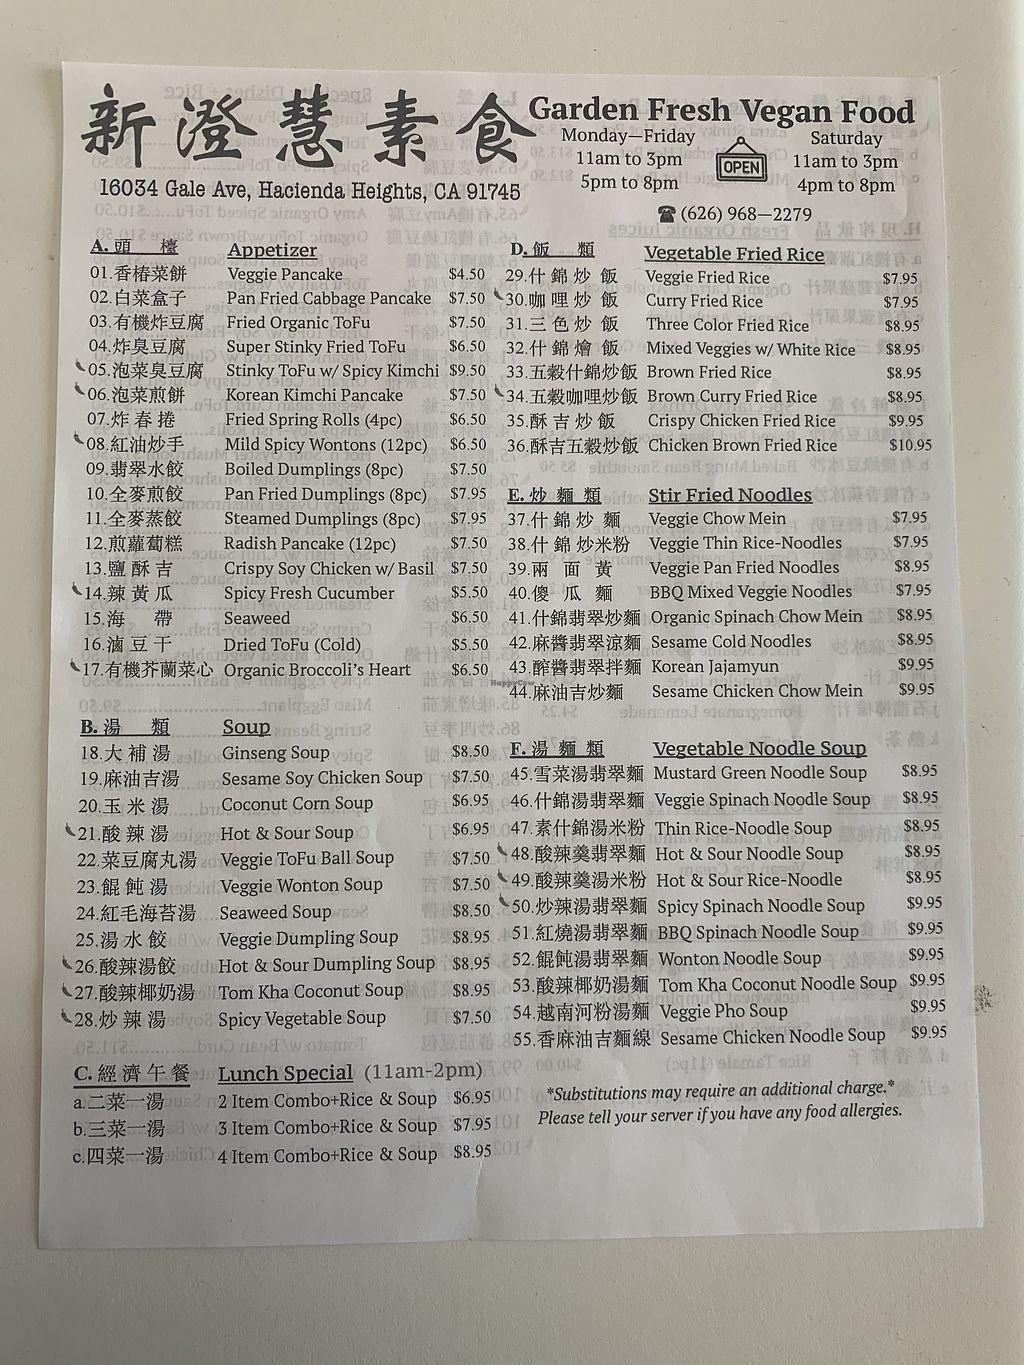 新澄慧素食
Garden Fresh Vegan Food
Monday—Friday
11am to 3pm
5pm to 8pm
OPEN
Saturday
11am to 3pm
4pm to 8pm
16034 Gale Ave, Hacienda Heights, CA 91745
☎ (626) 968—2279
A. 頭 檯 Appetizer
01.香椿菜餅 Veggie Pancake $4.50
02.白菜盒子 Pan Fried Cabbage Pancake $7.50
03.有機炸豆腐 Fried Organic ToFu $7.50
04.炸臭豆腐 Super Stinky Fried ToFu $6.50
05.泡菜臭豆腐 Stinky ToFu w/ Spicy Kimchi $9.50
06.泡菜煎餅 Korean Kimchi Pancake $7.50
07.炸 春 捲 Fried Spring Rolls (4pc) $6.50
08.紅油炒手 Mild Spicy Wontons (12pc) $6.50
09.翡翠水餃 Boiled Dumplings (8pc) $7.50
10.全麥煎餃 Pan Fried Dumplings (8pc) $7.95
11.全麥蒸餃 Steamed Dumplings (8pc) $7.95
12.煎蘿蔔糕 Radish Pancake (12pc) $7.50
13.鹽 酥 吉 Crispy Soy Chicken w/ Basil $7.50
14.辣 黃 瓜 Spicy Fresh Cucumber $5.50
15.海 帶 Seaweed $6.50
16.滷 豆 干 Dried ToFu (Cold) $5.50
17.有機芥蘭菜心 Organic Broccoli's Heart $6.50
B. 湯 類 Soup
18.大 補 湯 Ginseng Soup $8.50
19.麻油吉湯 Sesame Soy Chicken Soup $7.50
20.玉 米 湯 Coconut Corn Soup $6.95
21.酸 辣 湯 Hot & Sour Soup $6.95
22.菜豆腐丸湯 Veggie ToFu Ball Soup $7.50
23.餛 飩 湯 Veggie Wonton Soup $7.50
24.紅毛海苔湯 Seaweed Soup $8.50
25.湯 水 餃 Veggie Dumpling Soup $8.95
26.酸辣湯餃 Hot & Sour Dumpling Soup $8.95
27.酸辣椰奶湯 Tom Kha Coconut Soup $8.95
28.炒 辣 湯 Spicy Vegetable Soup $7.50
C. 經 濟 午 餐 Lunch Special (11am-2pm)
a.二菜一湯 2 Item Combo+Rice & Soup $6.95
b.三菜一湯 3 Item Combo+Rice & Soup $7.95
c.四菜一湯 4 Item Combo+Rice & Soup $8.95
D. 飯 類 Vegetable Fried Rice
29.什 錦 炒 飯 Veggie Fried Rice $7.95
30.咖 哩 炒 飯 Curry Fried Rice $7.95
31.三 色 炒 飯 Three Color Fried Rice $8.95
32.什 錦 燴 飯 Mixed Veggies w/ White Rice $8.95
33.五穀什錦炒飯 Brown Fried Rice $8.95
34.五穀咖哩炒飯 Brown Curry Fried Rice $8.95
35.酥 吉 炒 飯 Crispy Chicken Fried Rice $9.95
36.酥吉五穀炒飯 Chicken Brown Fried Rice $10.95
E. 炒 麵 類 Stir Fried Noodles
37.什 錦 炒 麵 Veggie Chow Mein $7.95
38.什 錦 炒米粉 Veggie Thin Rice-Noodles $7.95
39.兩 面 黃 Veggie Pan Fried Noodles $8.95
40.傻 瓜 麵 BBQ Mixed Veggie Noodles $7.95
41.什錦翡翠炒麵 Organic Spinach Chow Mein $8.95
42.麻醬翡翠涼麵 Sesame Cold Noodles $8.95
43.醡醬翡翠拌麵 Korean Jajamyun $9.95
44.麻油吉炒麵 Sesame Chicken Chow Mein $9.95
F. 湯 麵 類 Vegetable Noodle Soup
45.雪菜湯翡翠麵 Mustard Green Noodle Soup $8.95
46.什錦湯翡翠麵 Veggie Spinach Noodle Soup $8.95
47.素什錦湯米粉 Thin Rice-Noodle Soup $8.95
48.酸辣羹翡翠麵 Hot & Sour Noodle Soup $8.95
49.酸辣羹湯米粉 Hot & Sour Rice-Noodle $8.95
50.炒辣湯翡翠麵 Spicy Spinach Noodle Soup $9.95
51.紅燒湯翡翠麵 BBQ Spinach Noodle Soup $9.95
52.餛飩湯翡翠麵 Wonton Noodle Soup $9.95
53.酸辣椰奶湯麵 Tom Kha Coconut Noodle Soup $9.95
54.越南河粉湯麵 Veggie Pho Soup $9.95
55.香麻油吉麵線 Sesame Chicken Noodle Soup $9.95
*Substitutions may require an additional charge.*
Please tell your server if you have any food allergies.
HappyCow